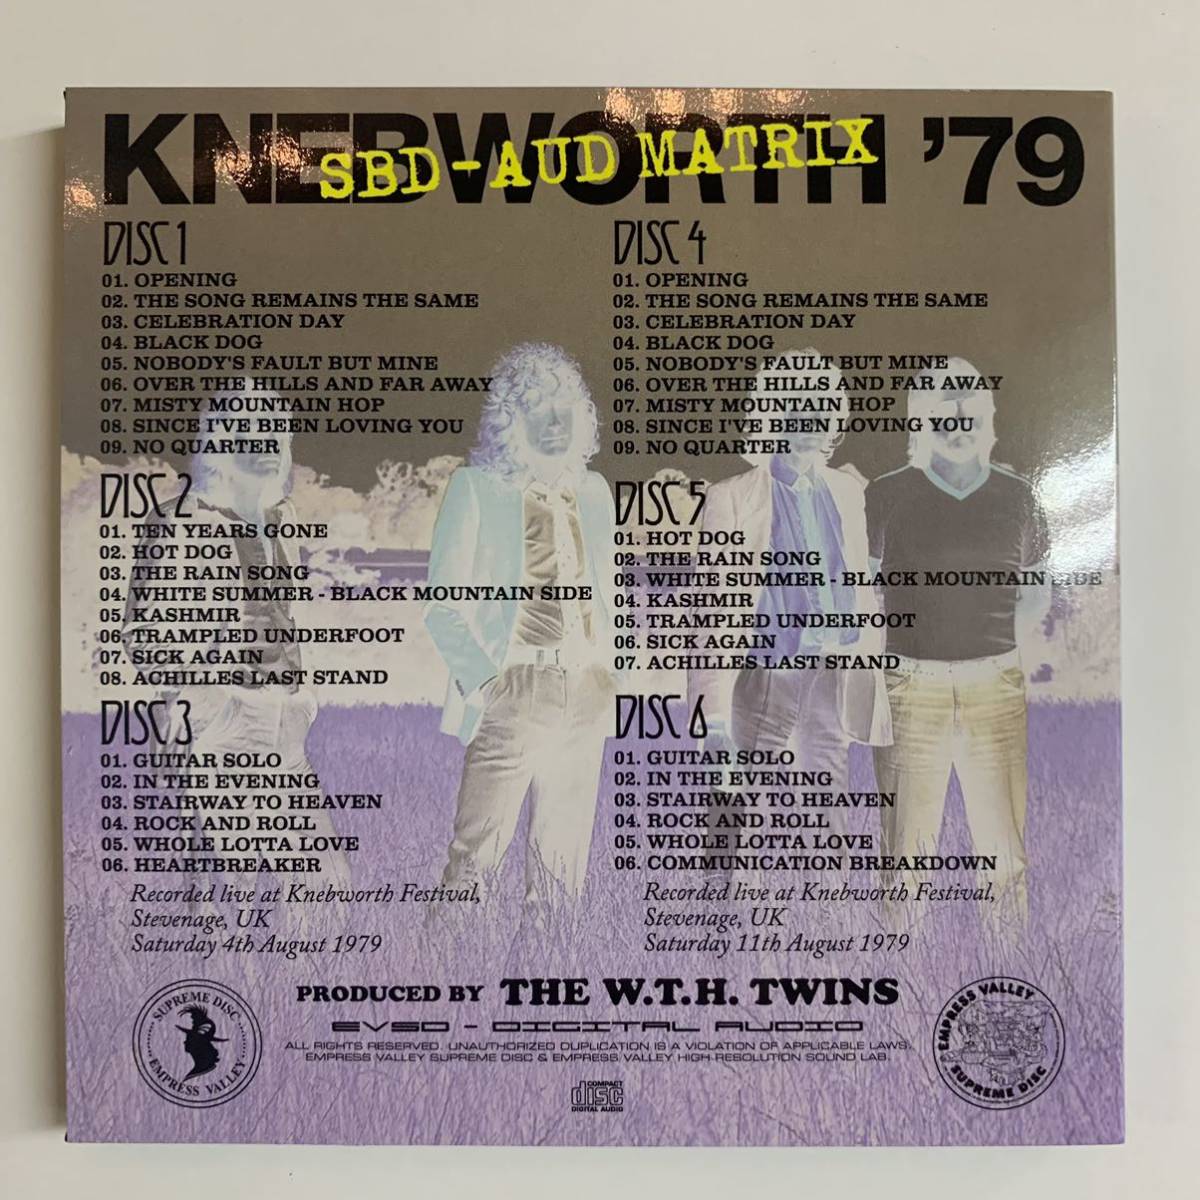 KNEBWORTH '79
SBD-AUD MATRIX
DISC 1
01. OPENING
02. THE SONG REMAINS THE SAME
03. CELEBRATION DAY
04. BLACK DOG
05. NOBODY'S FAULT BUT MINE
06. OVER THE HILLS AND FAR AWAY
07. MISTY MOUNTAIN HOP
08. SINCE I'VE BEEN LOVING YOU
09. NO QUARTER
DISC 2
01. TEN YEARS GONE
02. HOT DOG
03. THE RAIN SONG
04. WHITE SUMMER - BLACK MOUNTAIN SIDE
05. KASHMIR
06. TRAMPLED UNDERFOOT
07. SICK AGAIN
08. ACHILLES LAST STAND
DISC 3
01. GUITAR SOLO
02. IN THE EVENING
03. STAIRWAY TO HEAVEN
04. ROCK AND ROLL
05. WHOLE LOTTA LOVE
06. HEARTBREAKER
Recorded live at Knebworth Festival,
Stevenage, UK
Saturday 4th August 1979
DISC 4
01. OPENING
02. THE SONG REMAINS THE SAME
03. CELEBRATION DAY
04. BLACK DOG
05. NOBODY'S FAULT BUT MINE
06. OVER THE HILLS AND FAR AWAY
07. MISTY MOUNTAIN HOP
08. SINCE I'VE BEEN LOVING YOU
09. NO QUARTER
DISC 5
01. HOT DOG
02. THE RAIN SONG
03. WHITE SUMMER - BLACK MOUNTAIN SIDE
04. KASHMIR
05. TRAMPLED UNDERFOOT
06. SICK AGAIN
07. ACHILLES LAST STAND
DISC 6
01. GUITAR SOLO
02. IN THE EVENING
03. STAIRWAY TO HEAVEN
04. ROCK AND ROLL
05. WHOLE LOTTA LOVE
06. COMMUNICATION BREAKDOWN
Recorded live at Knebworth Festival,
Stevenage, UK
Saturday 11th August 1979
SUPREME DISC
EMPRESS VALLEY
PRODUCED BY THE W.T.H. TWINS
EVSD - DIGITAL AUDIO
ALL RIGHTS RESERVED. UNAUTHORIZED DUPLICATION IS A VIOLATION OF APPLICABLE LAWS.
EMPRESS VALLEY SUPREME DISC & EMPRESS VALLEY HIGH-RESOLUTION SOUND LAB.
COMPACT
disc
DIGITAL AUDIO
EMPRESS VALLEY
SUPREME DISC